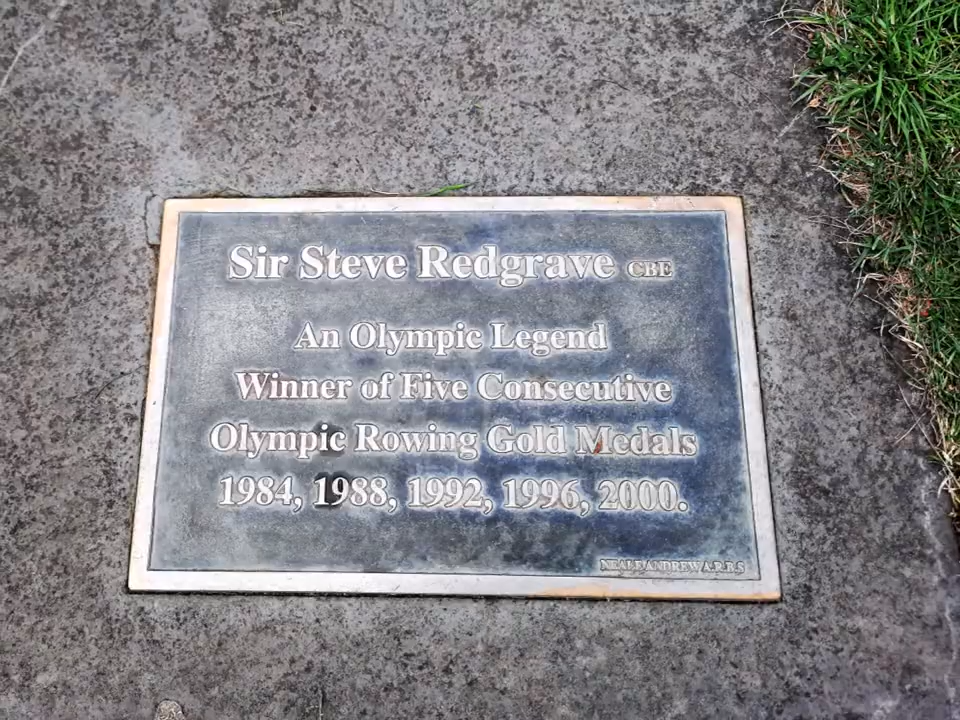 Sir Steve Redgrave CBE
An Olympic Legend
Winner of Five Consecutive
Olympic Rowing Gold Medals
1984, 1988, 1992, 1996, 2000.
NEALE ANDREW A.R.B.S